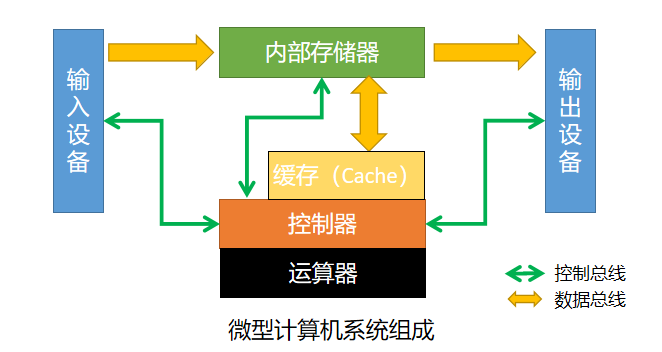 输入设备
内部存储器
输出设备
缓存（Cache）
控制器
运算器
控制总线
数据总线
微型计算机系统组成